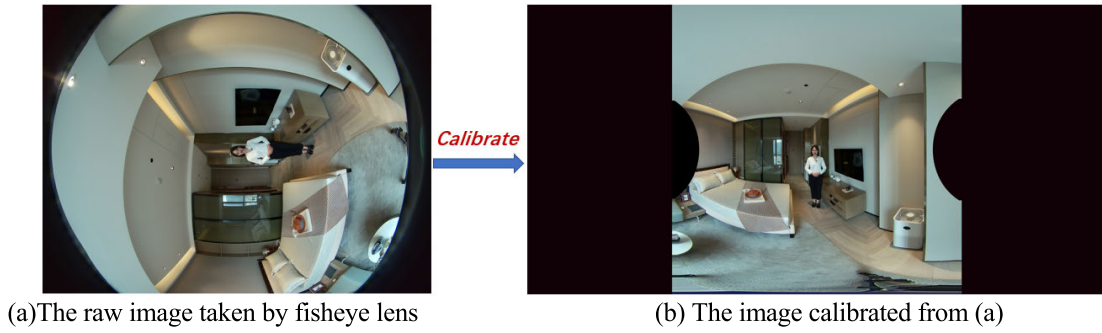 Calibrate
(a)The raw image taken by fisheye lens
(b) The image calibrated from (a)